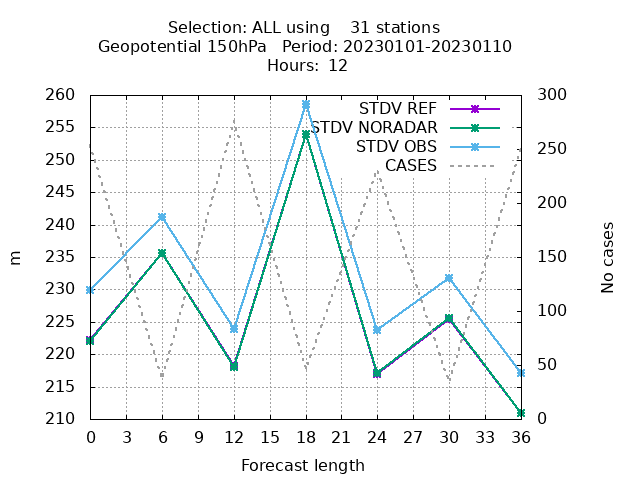 Selection: ALL using    31 stations
Geopotential 150hPa   Period: 20230101-20230110
Hours:  12
STDV REF
STDV NORADAR
STDV OBS
CASES
260
255
250
245
240
235
230
225
220
215
210
300
250
200
150
100
50
0
m
No cases
0 3 6 9 12 15 18 21 24 27 30 33 36
Forecast length